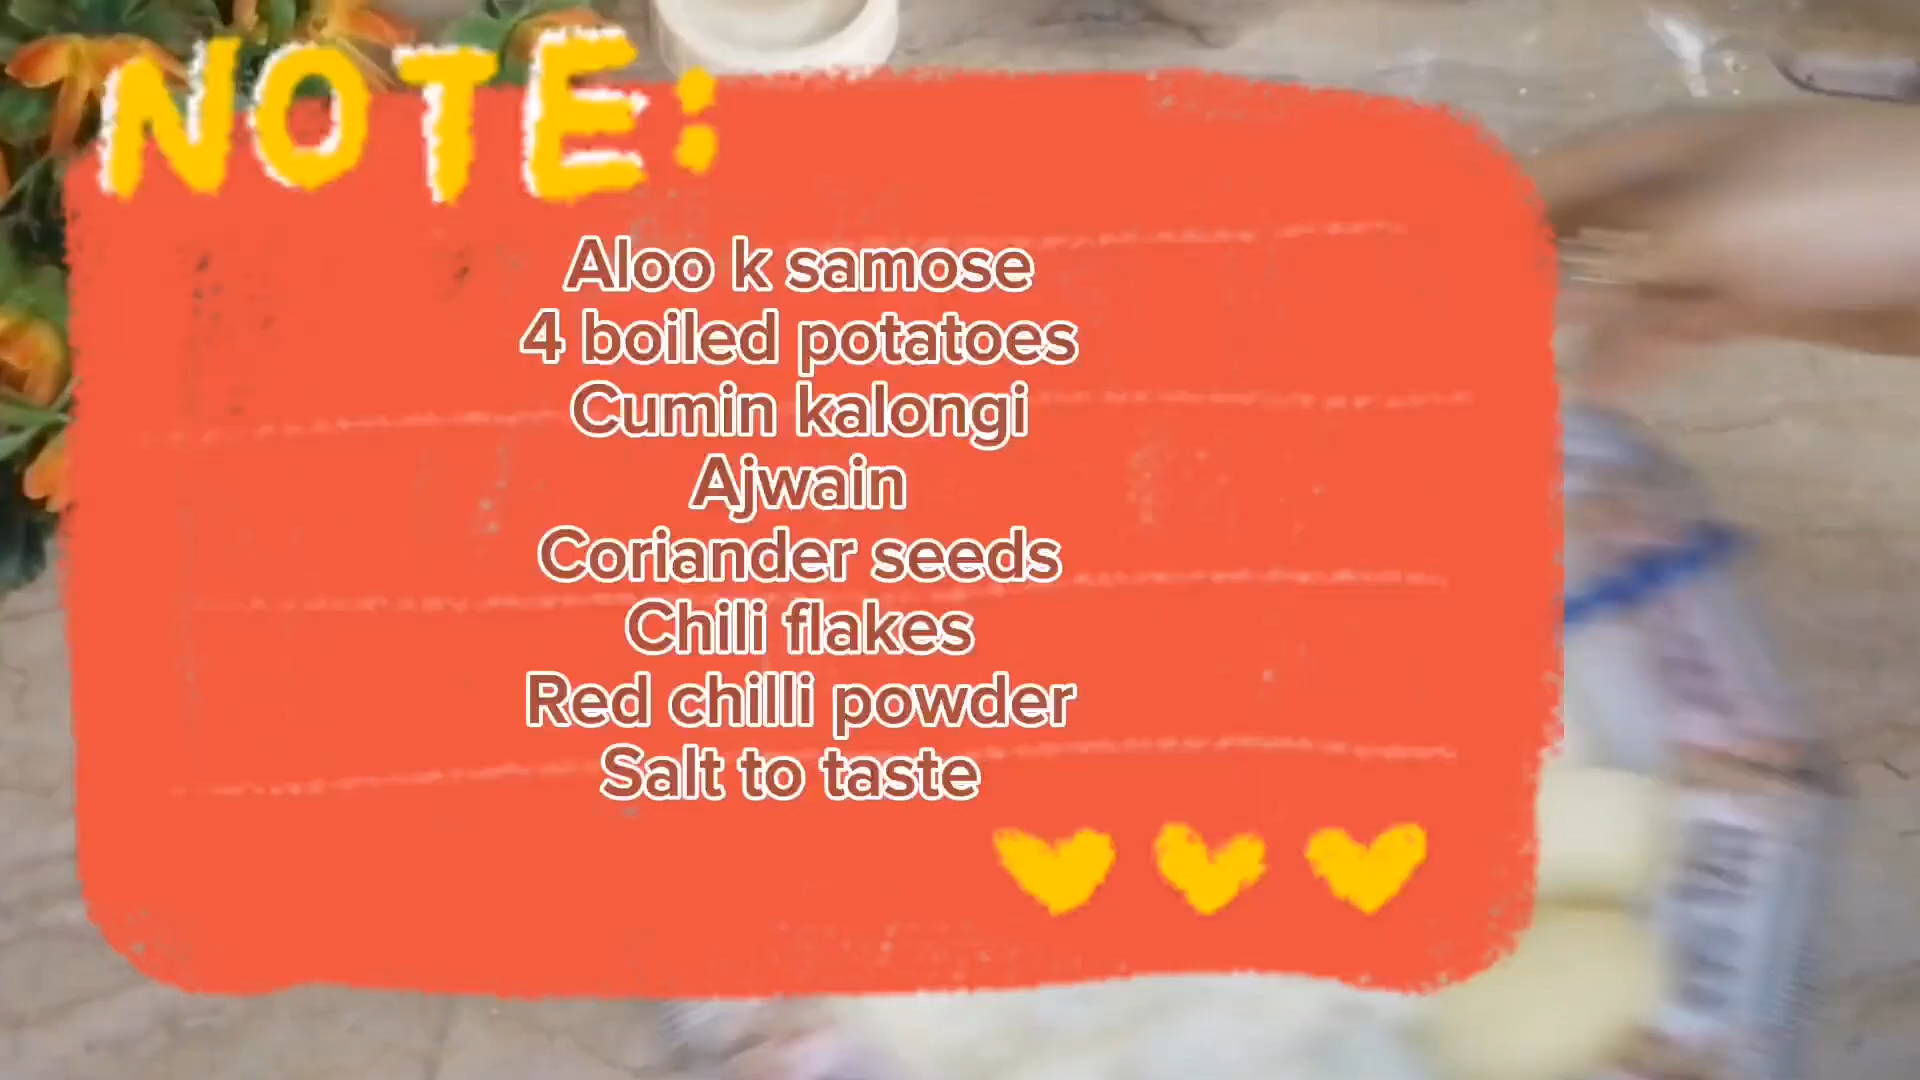 NOTE:
Aloo k samose
4 boiled potatoes
Cumin kalongi
Ajwain
Coriander seeds
Chili flakes
Red chilli powder
Salt to taste